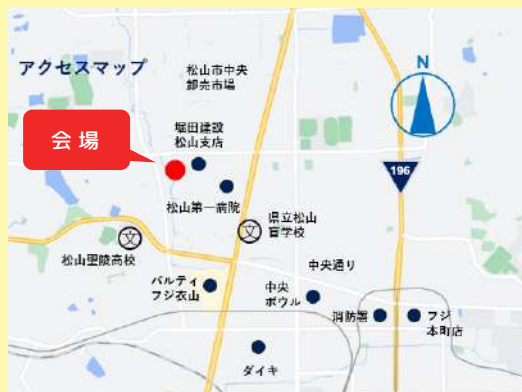 アクセスマップ
松山市中央
卸売市場
N
会場
堀田建設
松山支店
196
松山第一病院
文
県立松山
盲学校
文
松山聖陵高校
中央通り
パルティ
フジ衣山
中央
ボウル
消防署
フジ
本町店
ダイキ